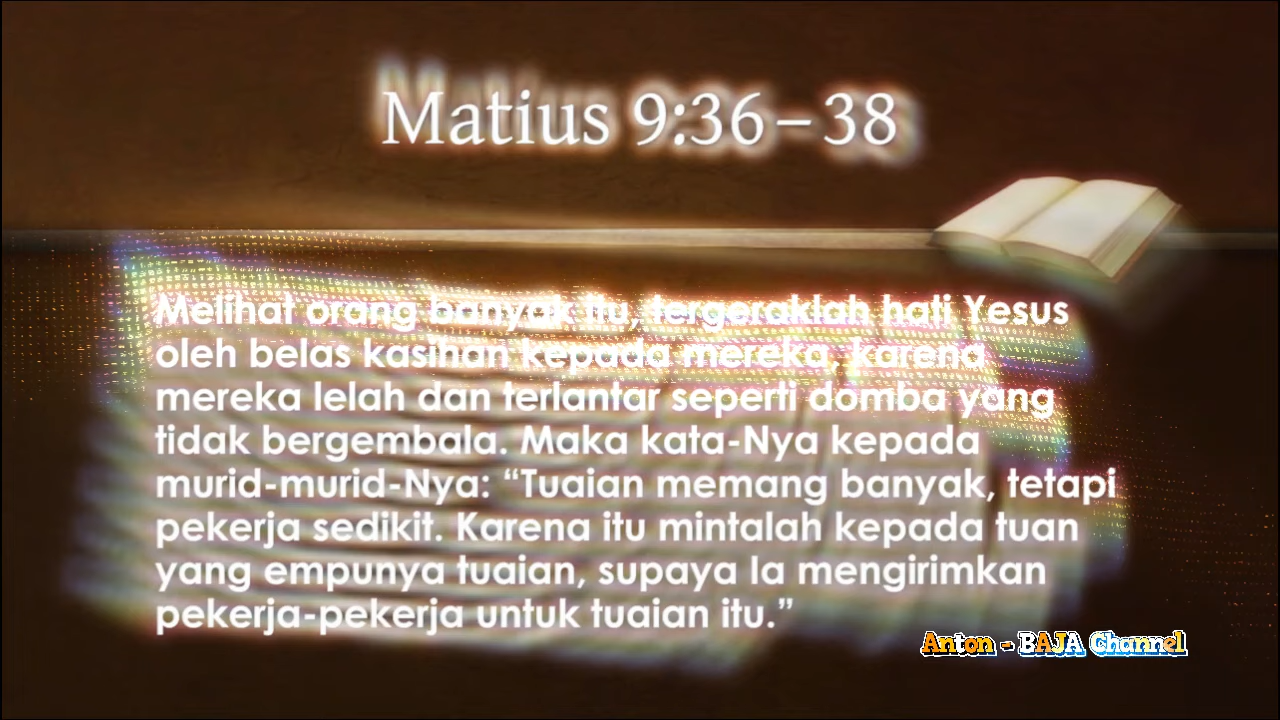 Matius 9:36–38
Melihat orang banyak itu, tergeraklah hati Yesus
oleh belas kasihan kepada mereka, karena
mereka lelah dan terlantar seperti domba yang
tidak bergembala. Maka kata-Nya kepada
murid-murid-Nya: “Tuaian memang banyak, tetapi
pekerja sedikit. Karena itu mintalah kepada tuan
yang empunya tuaian, supaya Ia mengirimkan
pekerja-pekerja untuk tuaian itu.”
Anton - BAJA Channel